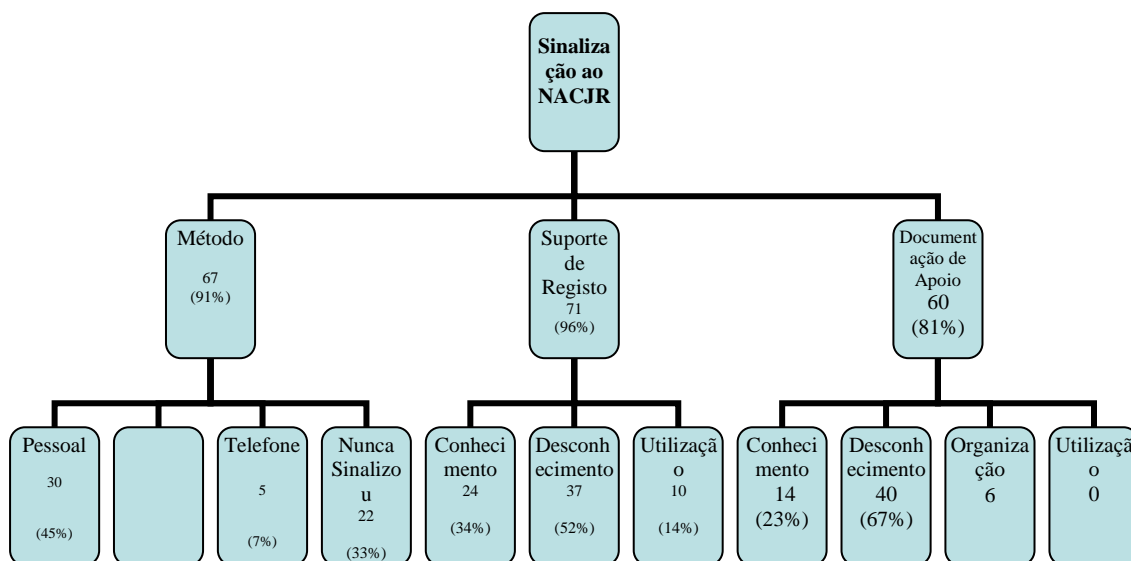 Sinaliza
ção ao
NACJR
Método
67
(91%)
Suporte
de
Registo
71
(96%)
Document
ação de
Apoio
60
(81%)
Pessoal
30
(45%)
Telefone
5
(7%)
Nunca
Sinalizo
u
22
(33%)
Conheci
mento
24
(34%)
Desconh
ecimento
37
(52%)
Utilizaçã
o
10
(14%)
Conheci
mento
14
(23%)
Desconh
ecimento
40
(67%)
Organiza
ção
6
Utilizaçã
o
0